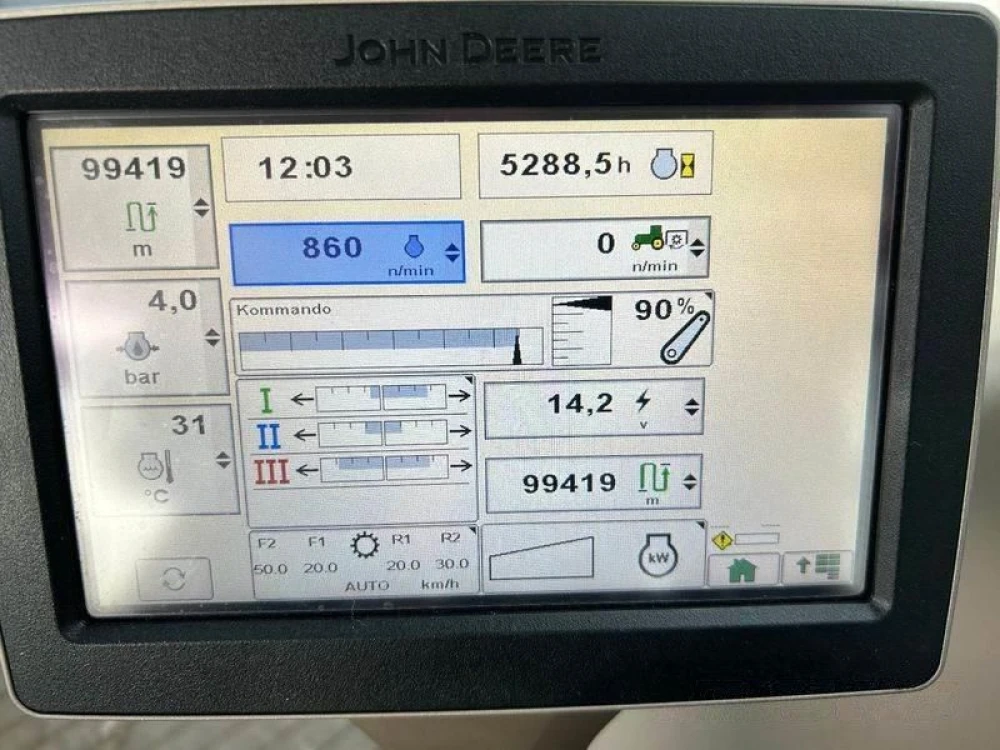 JOHN DEERE
99419
m
12:03
5288,5 h
860
n/min
0
n/min
4,0
bar
Kommando
90 %
31
°C
I
II
III
14,2
V
99419
m
F2 F1 R1 R2
50.0 20.0 20.0 30.0
AUTO km/h
kW